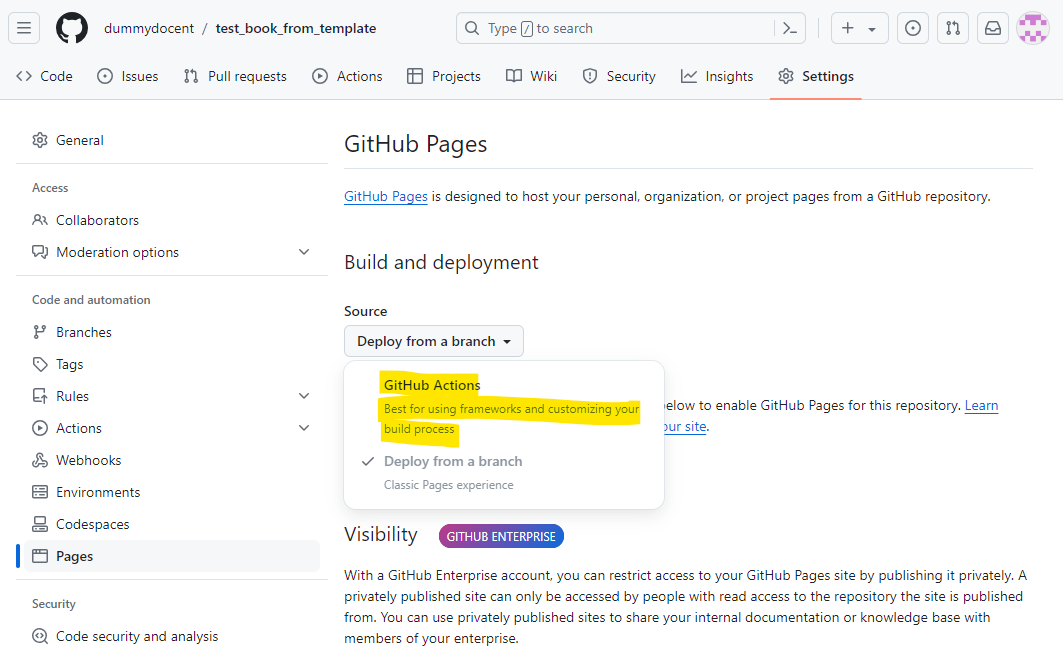 dummydocent / test_book_from_template
Type / to search
Code Issues Pull requests Actions Projects Wiki Security Insights Settings
General
Access
Collaborators
Moderation options
Code and automation
Branches
Tags
Rules
Actions
Webhooks
Environments
Codespaces
Pages
Security
Code security and analysis
GitHub Pages
GitHub Pages is designed to host your personal, organization, or project pages from a GitHub repository.
Build and deployment
Source
Deploy from a branch
GitHub Actions
Best for using frameworks and customizing your
build process
Deploy from a branch
Classic Pages experience
to enable GitHub Pages for this repository. Learn
site.
Visibility GITHUB ENTERPRISE
With a GitHub Enterprise account, you can restrict access to your GitHub Pages site by publishing it privately. A
privately published site can only be accessed by people with read access to the repository the site is published
from. You can use privately published sites to share your internal documentation or knowledge base with
members of your enterprise.